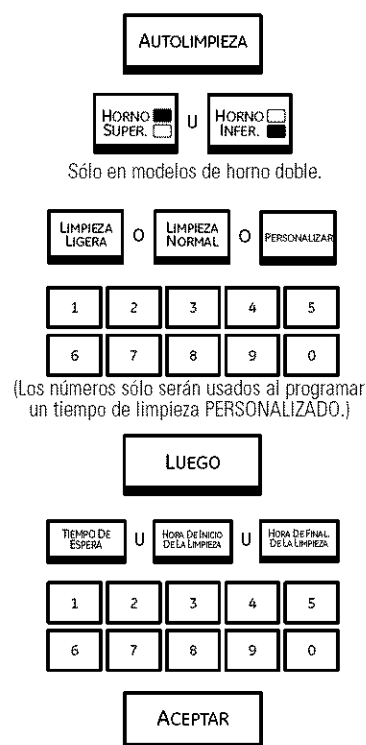 AUTOLIMPIEZA
HORNO SUPER. U HORNO INFER.
Sólo en modelos de horno doble.
LIMPIEZA LIGERA O LIMPIEZA NORMAL O PERSONALIZAR
1 2 3 4 5
6 7 8 9 0
(Los números sólo serán usados al programar
un tiempo de limpieza PERSONALIZADO.)
LUEGO
TIEMPO DE ESPERA U HORA DE INICIO DE LA LIMPIEZA U HORA DE FINAL. DE LA LIMPIEZA
1 2 3 4 5
6 7 8 9 0
ACEPTAR